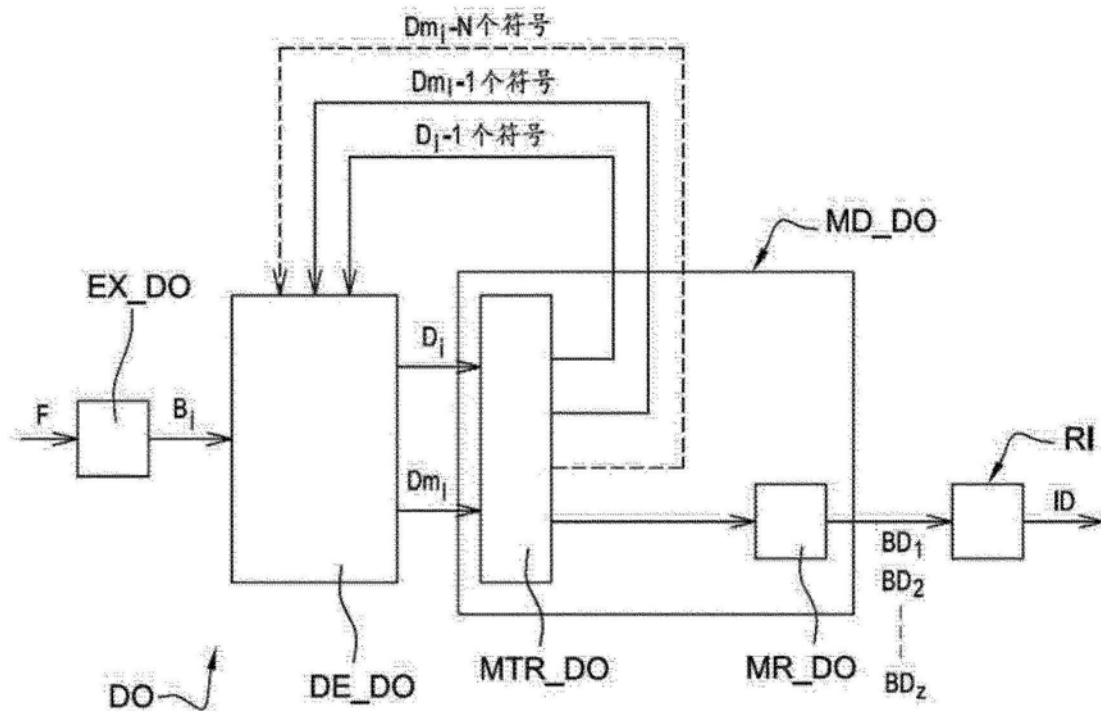 Dmi-N个符号
Dmi-1个符号
Di-1个符号
MD_DO
EX_DO
Di
F
Bi
RI
Dmi
ID
BD1
BD2
BDz
MTR_DO
MR_DO
DE_DO
DO